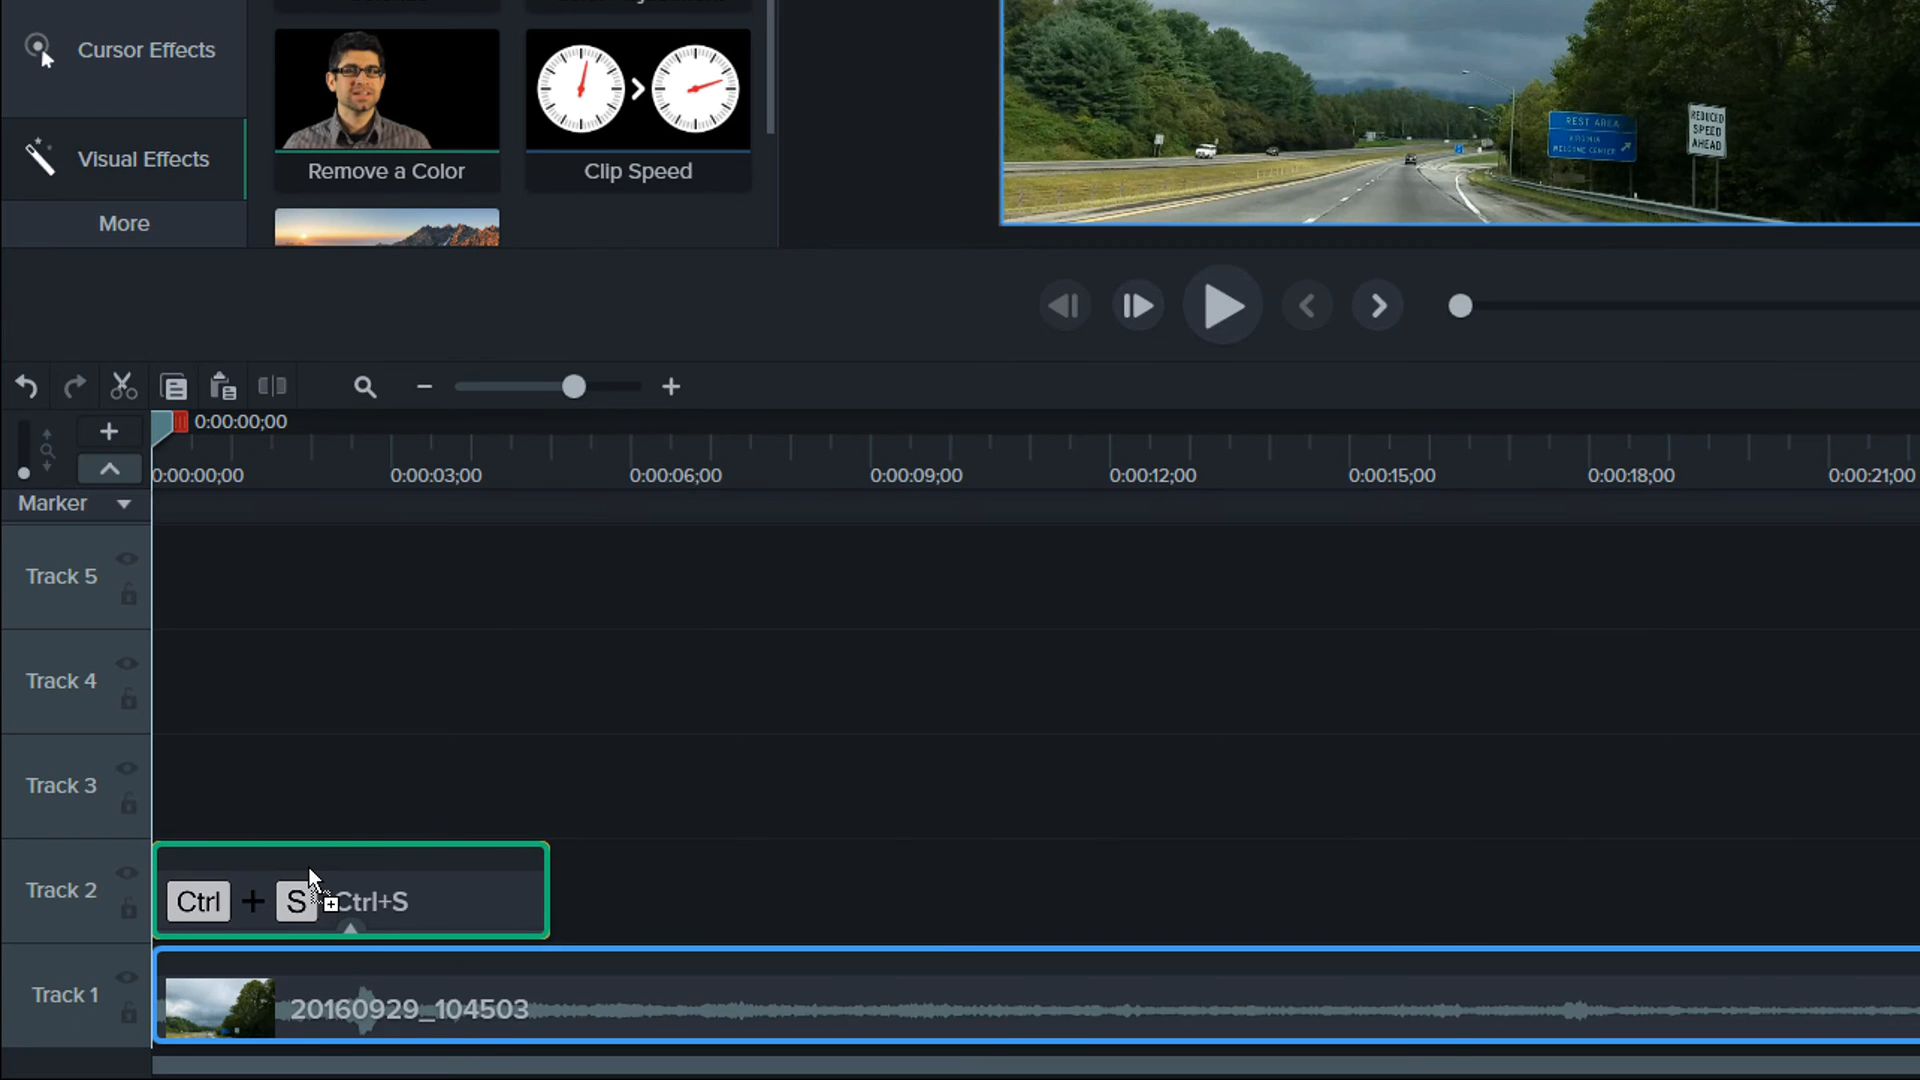 Cursor Effects
Visual Effects
More
Remove a Color
Clip Speed
REST AREA
VIRGINIA
WELCOME CENTER
REDUCED
SPEED
AHEAD
0:00:00;00
0:00:00;00 0:00:03;00 0:00:06;00 0:00:09;00 0:00:12;00 0:00:15;00 0:00:18;00 0:00:21;00
Marker
Track 5
Track 4
Track 3
Track 2
Ctrl + S Ctrl+S
Track 1
20160929_104503